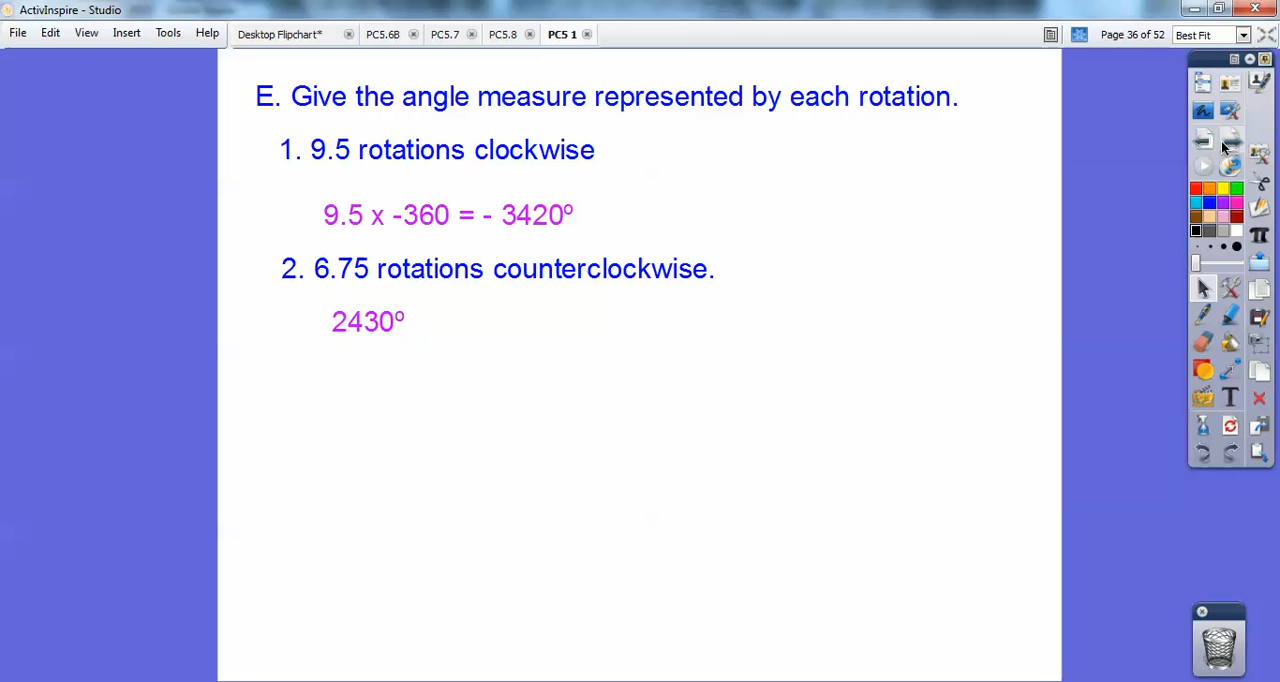 ActivInspire - Studio
File Edit View Insert Tools Help
Desktop Flipchart* PC5.6B PC5.7 PC5.8 PC5 1
Page 36 of 52 Best Fit
E. Give the angle measure represented by each rotation.
1. 9.5 rotations clockwise
9.5 x -360 = - 3420º
2. 6.75 rotations counterclockwise.
2430º